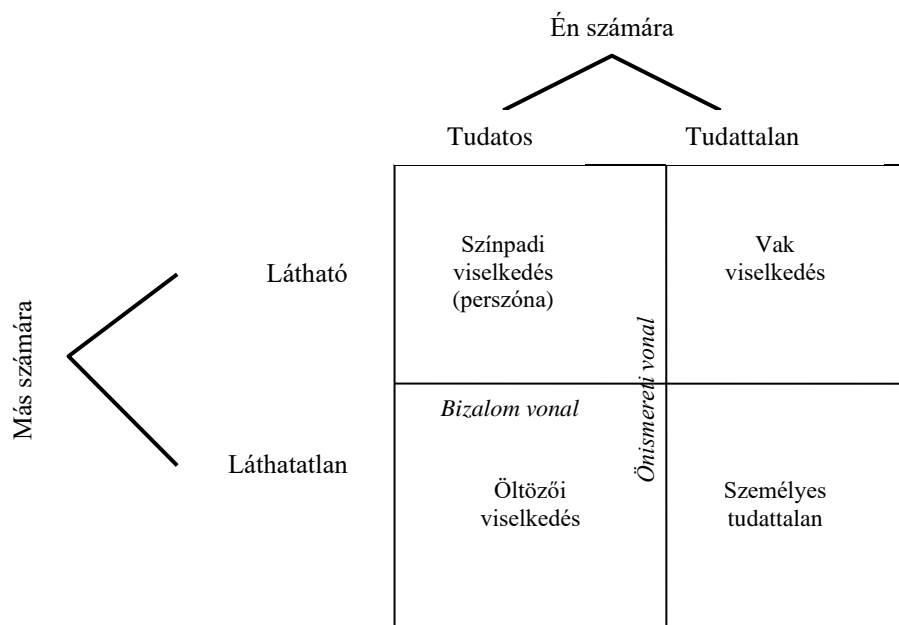 Én számára
Tudatos
Tudattalan
Más számára
Látható
Színpadi
viselkedés
(perszóna)
Vak
viselkedés
Önismereti vonal
Bizalom vonal
Láthatatlan
Öltözői
viselkedés
Személyes
tudattalan